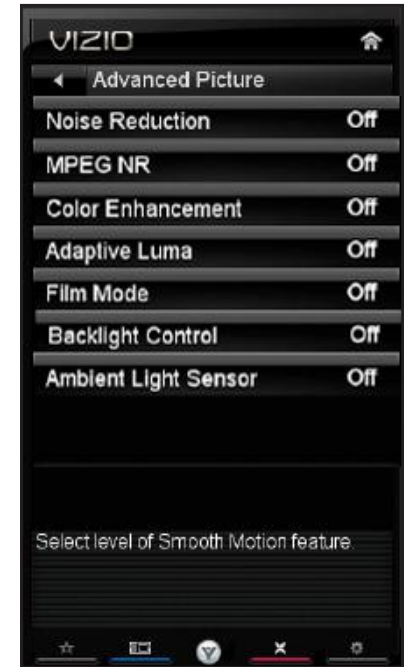 VIZIO
Advanced Picture
Noise Reduction Off
MPEG NR Off
Color Enhancement Off
Adaptive Luma Off
Film Mode Off
Backlight Control Off
Ambient Light Sensor Off
Select level of Smooth Motion feature.